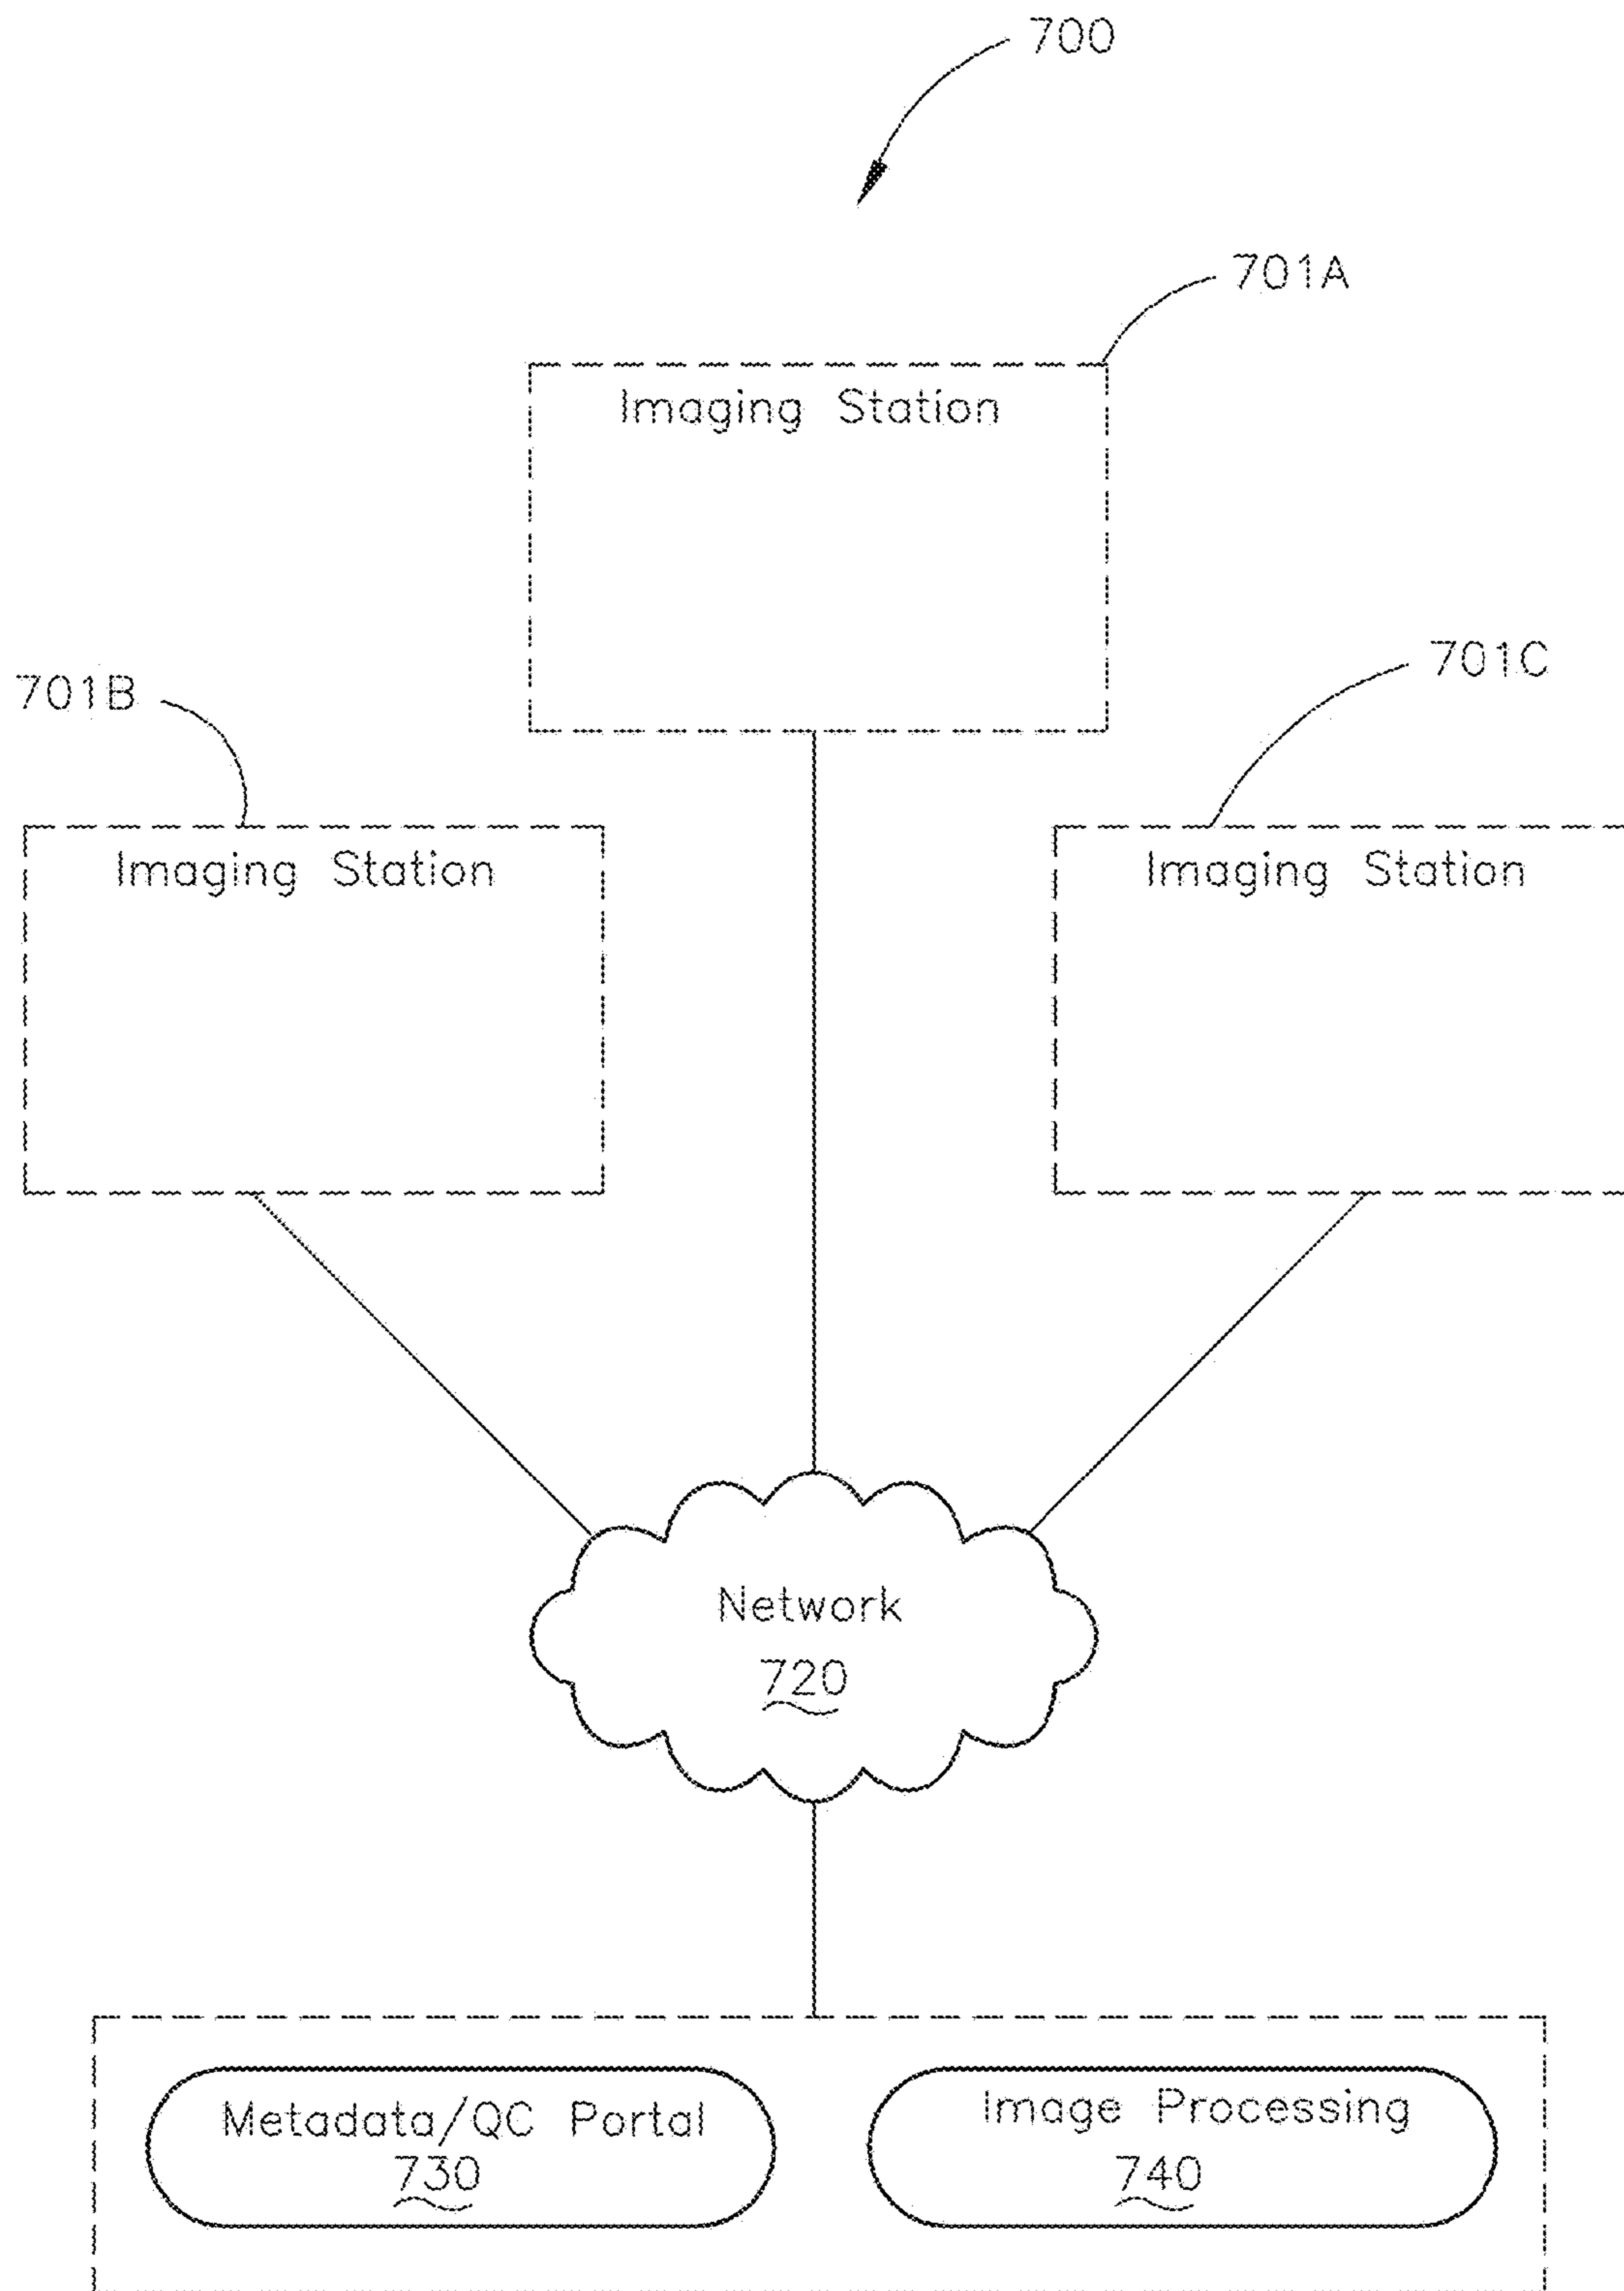 700
701A
Imaging Station
701B
701C
Imaging Station
Imaging Station
Network
720
Metadata/QC Portal
730
Image Processing
740